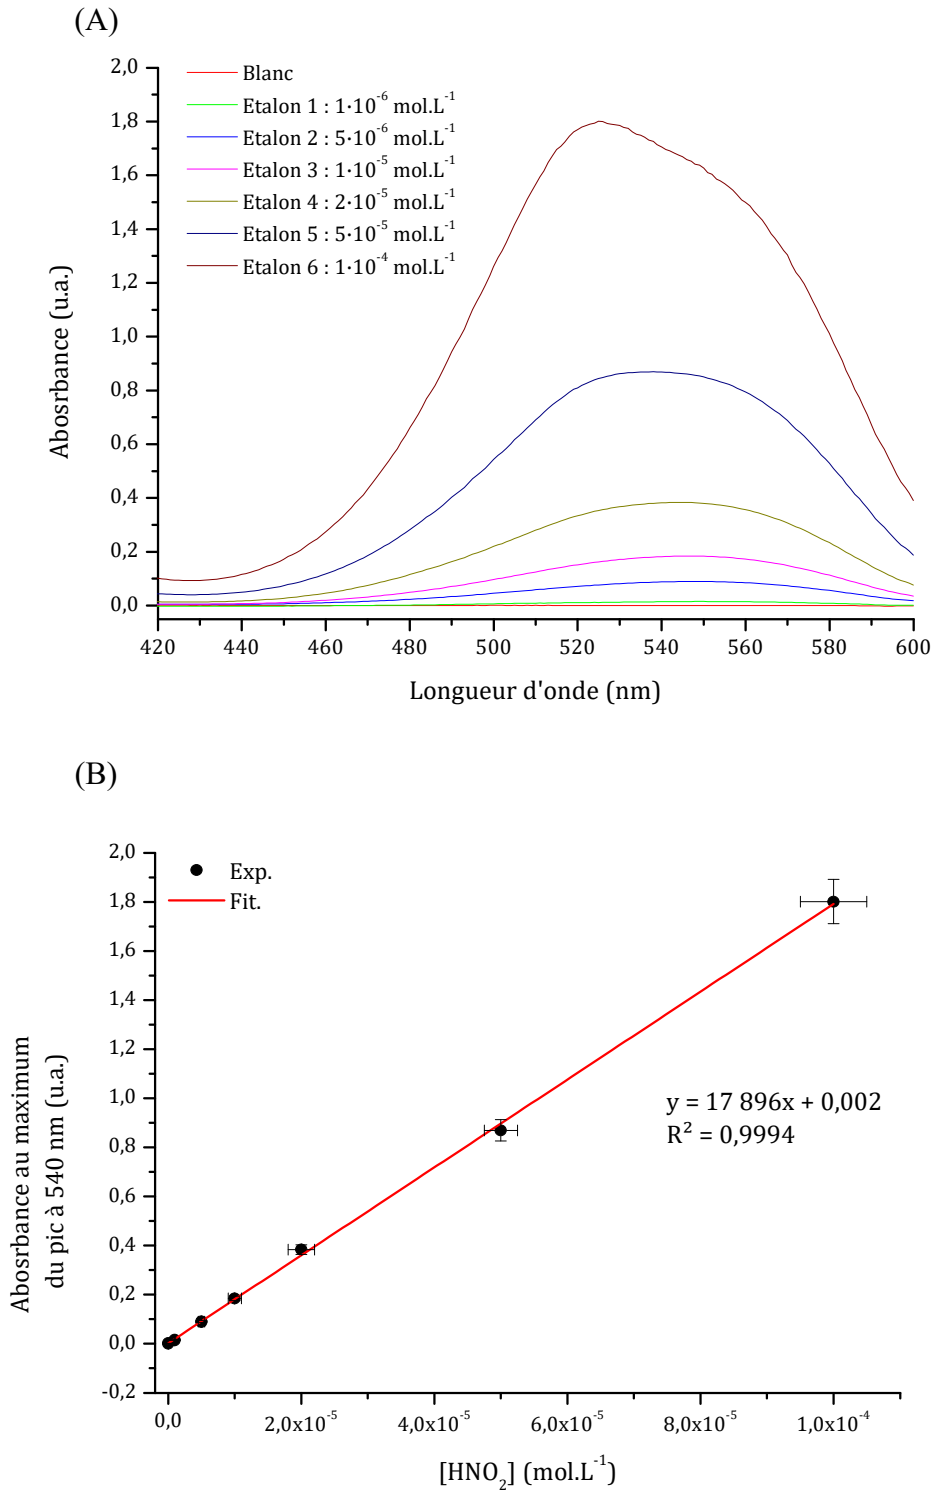 (A)
2,0
1,8
1,6
1,4
1,2
1,0
0,8
0,6
0,4
0,2
0,0
Abosrbance (u.a.)
Blanc
Etalon 1 : 1·10⁻⁶ mol.L⁻¹
Etalon 2 : 5·10⁻⁶ mol.L⁻¹
Etalon 3 : 1·10⁻⁵ mol.L⁻¹
Etalon 4 : 2·10⁻⁵ mol.L⁻¹
Etalon 5 : 5·10⁻⁵ mol.L⁻¹
Etalon 6 : 1·10⁻⁴ mol.L⁻¹
420 440 460 480 500 520 540 560 580 600
Longueur d'onde (nm)
(B)
2,0
1,8
1,6
1,4
1,2
1,0
0,8
0,6
0,4
0,2
0,0
-0,2
Abosrbance au maximum
du pic à 540 nm (u.a.)
Exp.
Fit.
y = 17 896x + 0,002
R² = 0,9994
0,0 2,0x10⁻⁵ 4,0x10⁻⁵ 6,0x10⁻⁵ 8,0x10⁻⁵ 1,0x10⁻⁴
[HNO₂] (mol.L⁻¹)